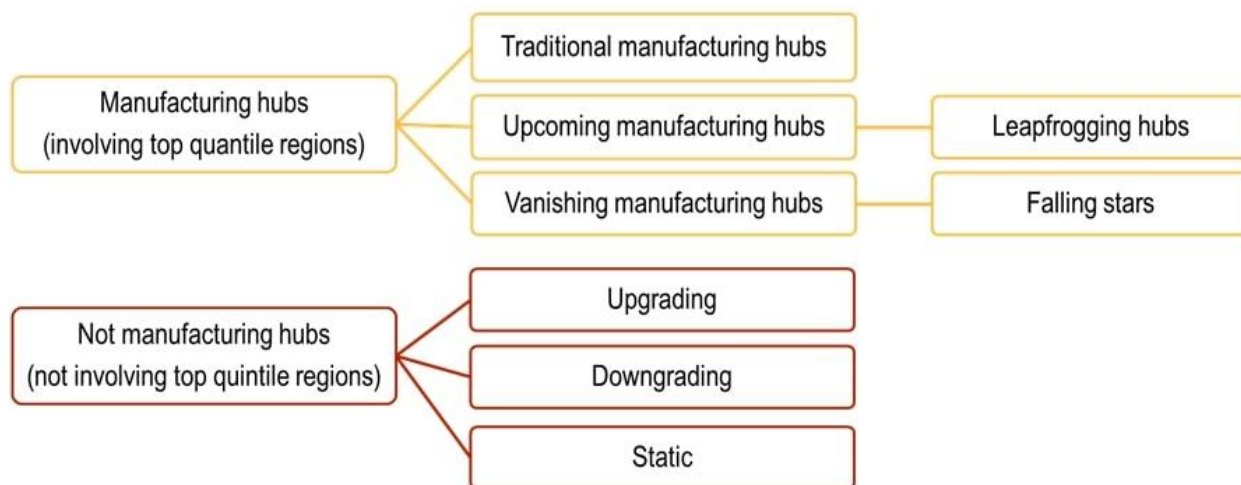 Traditional manufacturing hubs
Manufacturing hubs
(involving top quantile regions)
Upcoming manufacturing hubs
Leapfrogging hubs
Vanishing manufacturing hubs
Falling stars
Upgrading
Not manufacturing hubs
(not involving top quintile regions)
Downgrading
Static